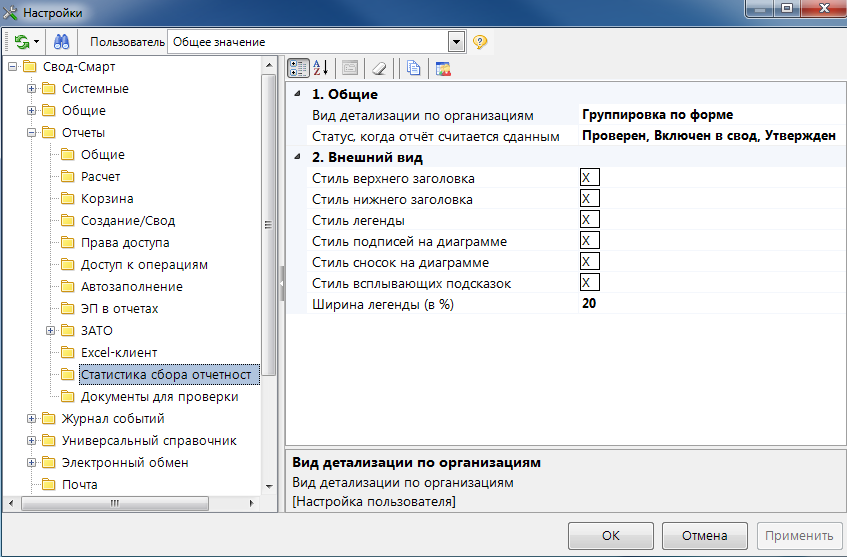 Настройки
Пользователь Общее значение
Свод-Смарт
Системные
Общие
Отчеты
Общие
Расчет
Корзина
Создание/Свод
Права доступа
Доступ к операциям
Автозаполнение
ЭП в отчетах
ЗАТО
Excel-клиент
Статистика сбора отчетност
Документы для проверки
Журнал событий
Универсальный справочник
Электронный обмен
Почта
1. Общие
Вид детализации по организациям Группировка по форме
Статус, когда отчёт считается сданным Проверен, Включен в свод, Утвержден
2. Внешний вид
Стиль верхнего заголовка X
Стиль нижнего заголовка X
Стиль легенды X
Стиль подписей на диаграмме X
Стиль сносок на диаграмме X
Стиль всплывающих подсказок X
Ширина легенды (в %) 20
Вид детализации по организациям
Вид детализации по организациям
[Настройка пользователя]
ОК Отмена Применить